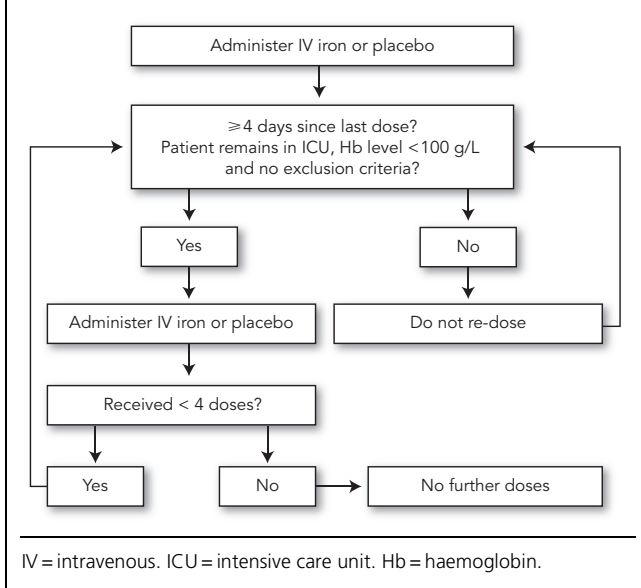 Administer IV iron or placebo
⩾4 days since last dose?
Patient remains in ICU, Hb level <100 g/L
and no exclusion criteria?
Yes
No
Administer IV iron or placebo
Do not re-dose
Received < 4 doses?
Yes
No
No further doses
IV = intravenous. ICU = intensive care unit. Hb = haemoglobin.